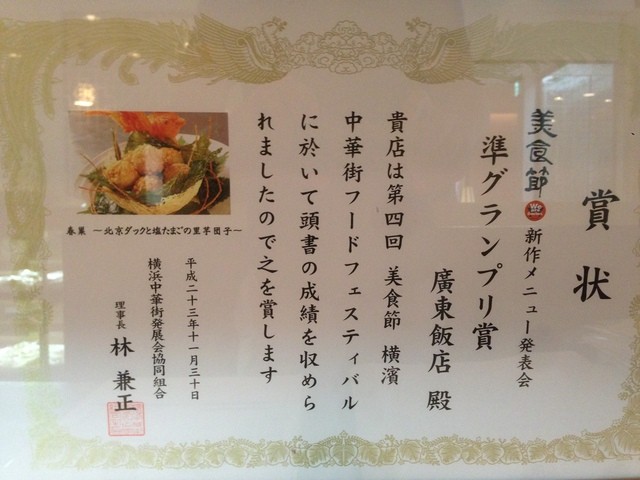 賞状
美食節
新作メニュー発表会
準グランプリ賞
廣東飯店 殿
貴店は第四回 美食節 横濱
中華街フードフェスティバル
に於いて頭書の成績を収めら
れましたので之を賞します
平成二十三年十一月三十日
横浜中華街発展会協同組合
理事長 林 兼正
春菓 〜北京ダックと塩たまごの里芋団子〜